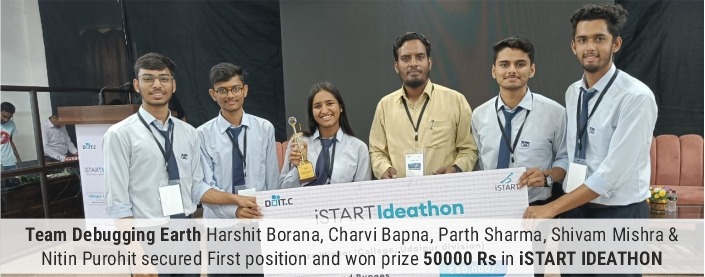 DOIT.C
iSTART
DOIT.C
iSTART Ideathon
Team Debugging Earth Harshit Borana, Charvi Bapna, Parth Sharma, Shivam Mishra &
Nitin Purohit secured First position and won prize 50000 Rs in iSTART IDEATHON